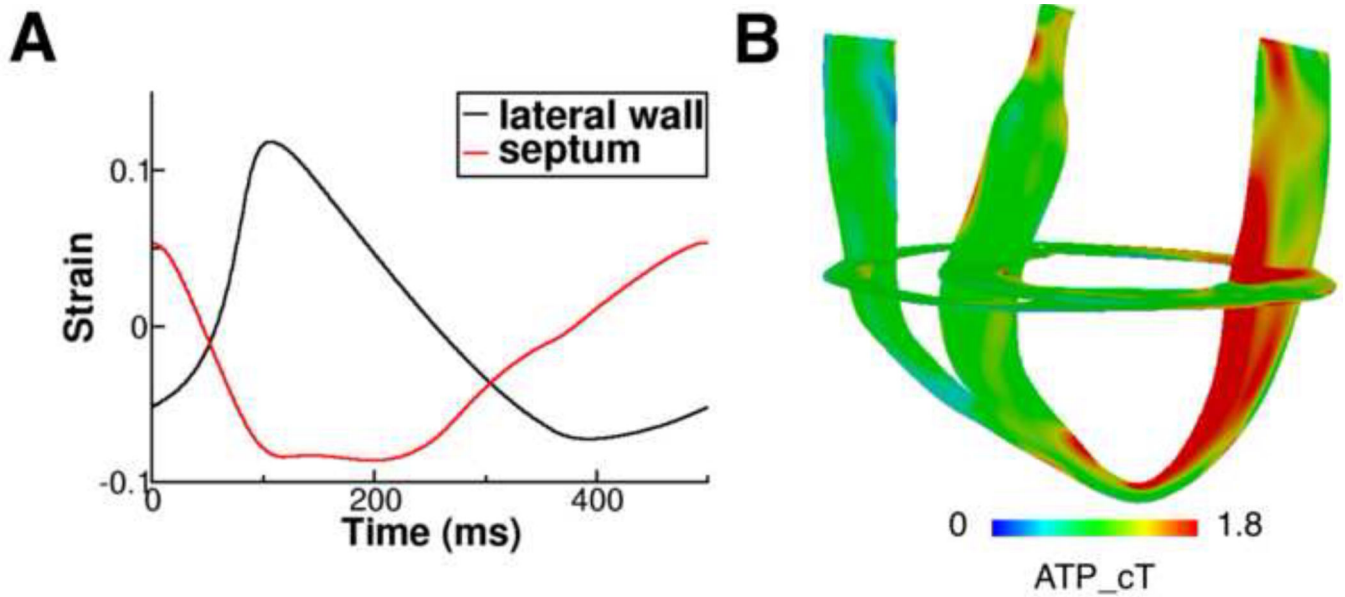 A
B
lateral wall
septum
0.1
0
-0.1
Strain
0
200
400
Time (ms)
0
1.8
ATP_cT